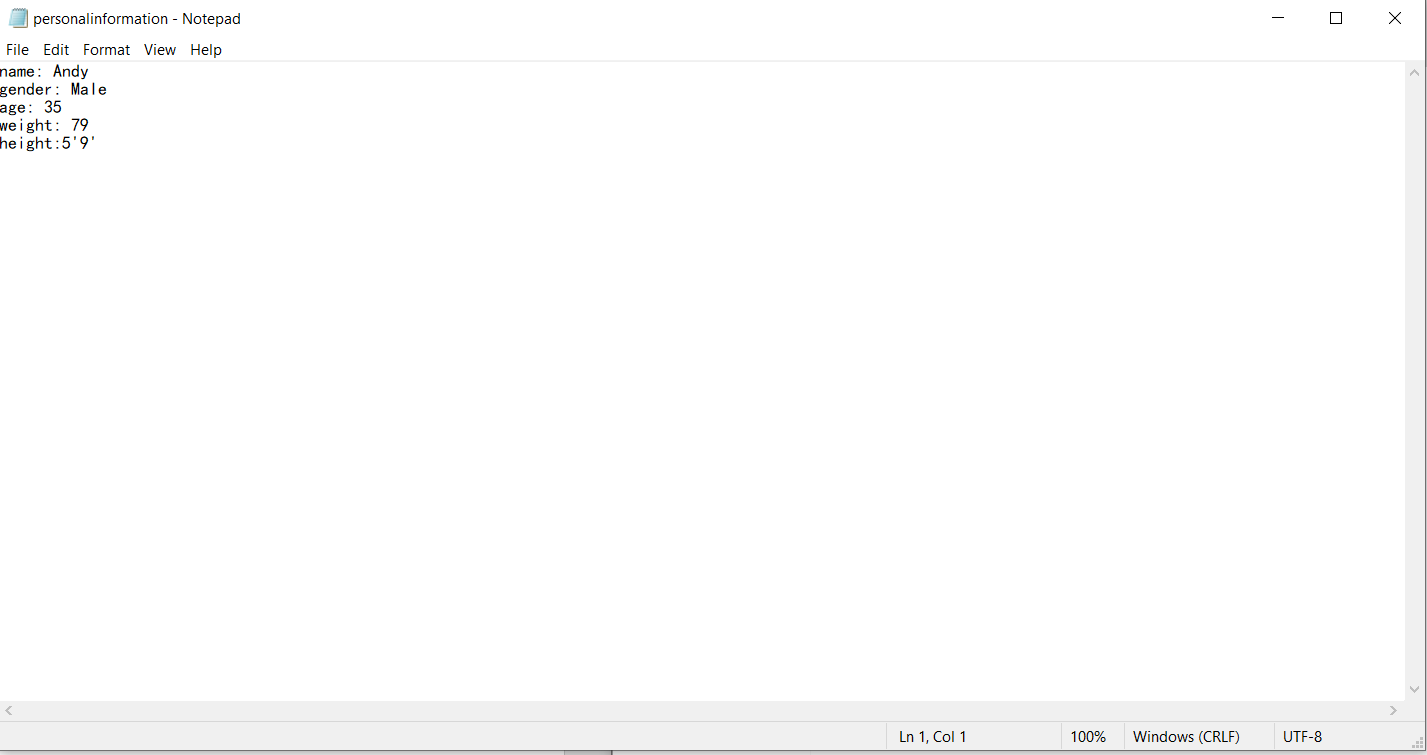 personalinformation - Notepad
File Edit Format View Help
name: Andy
gender: Male
age: 35
weight: 79
height:5'9'
Ln 1, Col 1 100% Windows (CRLF) UTF-8